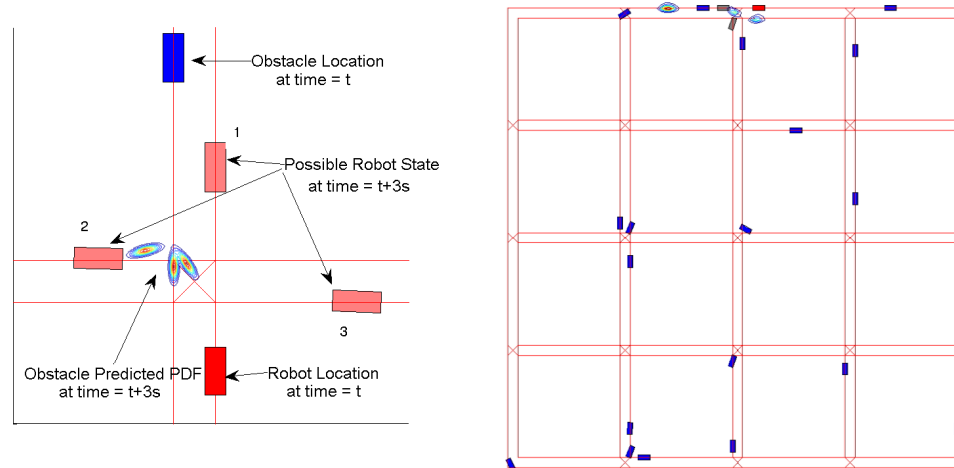 Obstacle Location
at time = t
1
Possible Robot State
at time = t+3s
2
3
Obstacle Predicted PDF
at time = t+3s
Robot Location
at time = t